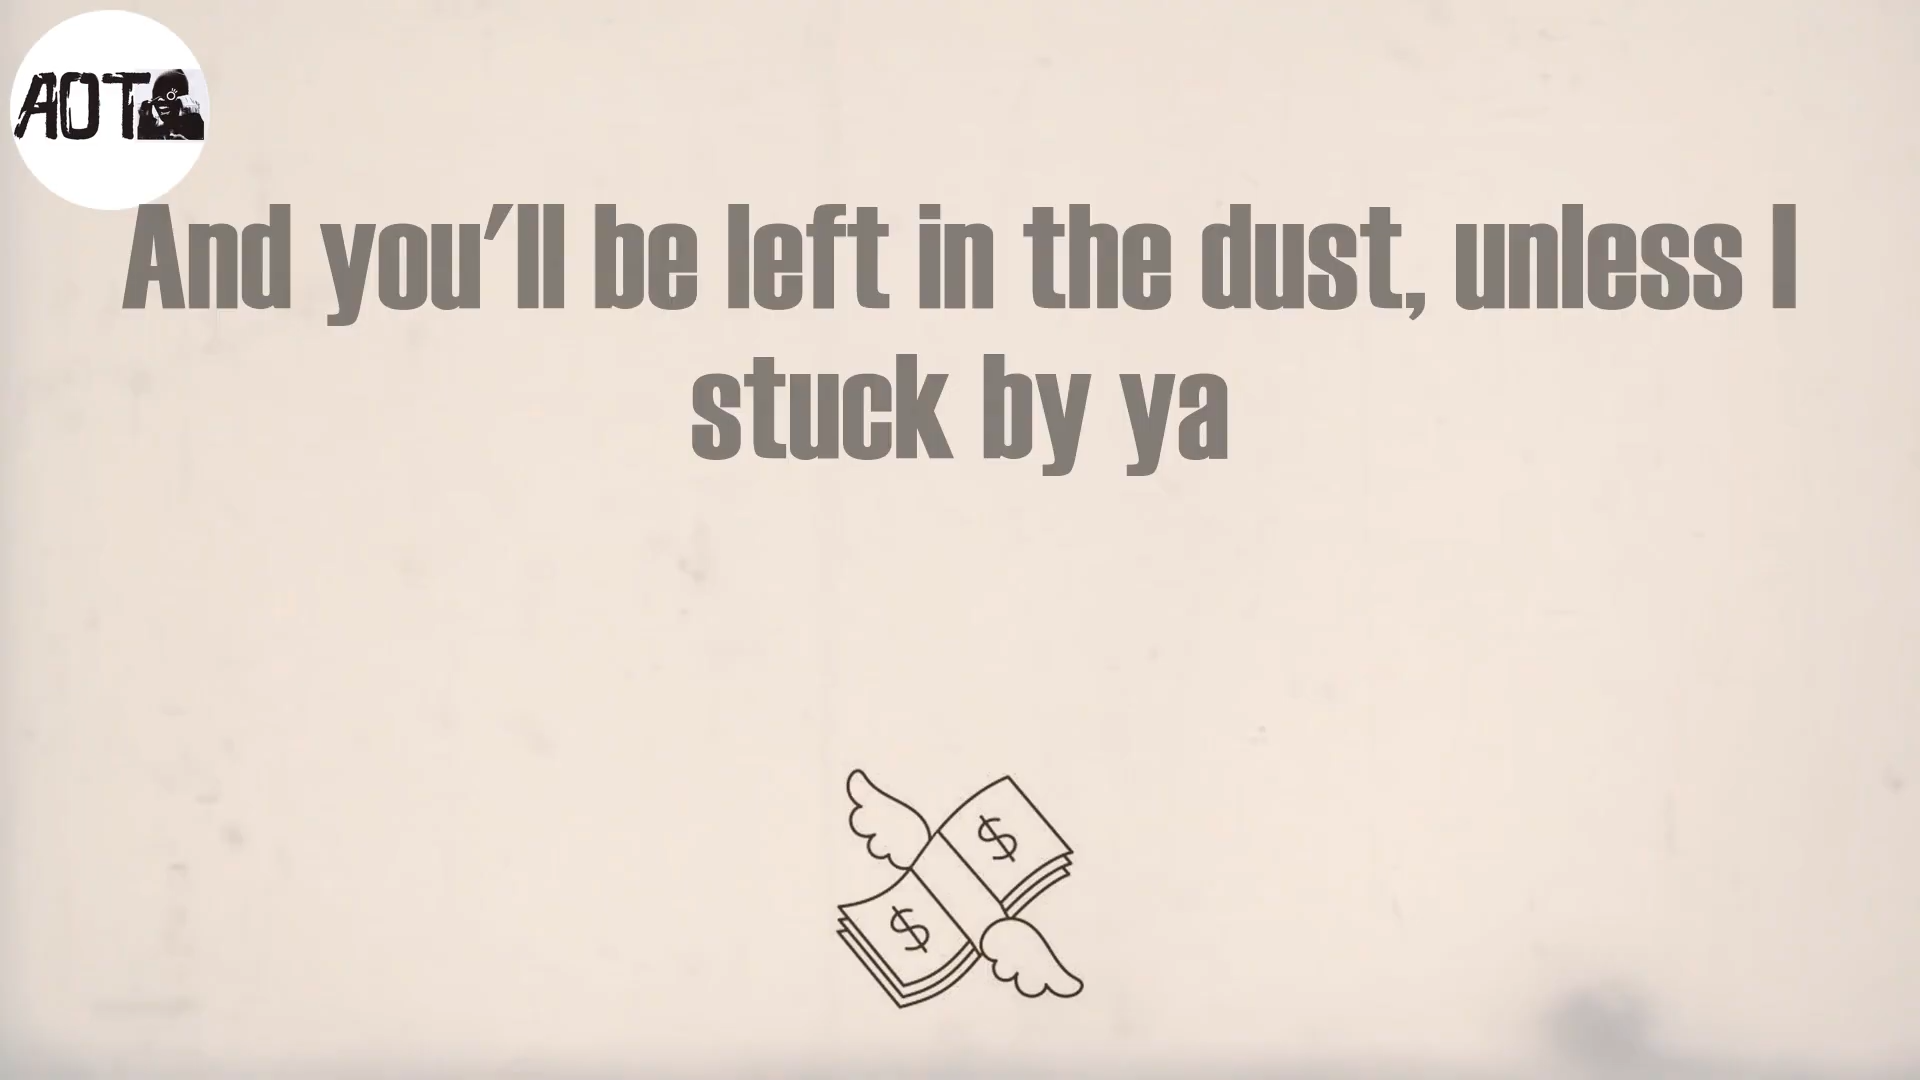 AOT
And you'll be left in the dust, unless I
stuck by ya
$
$